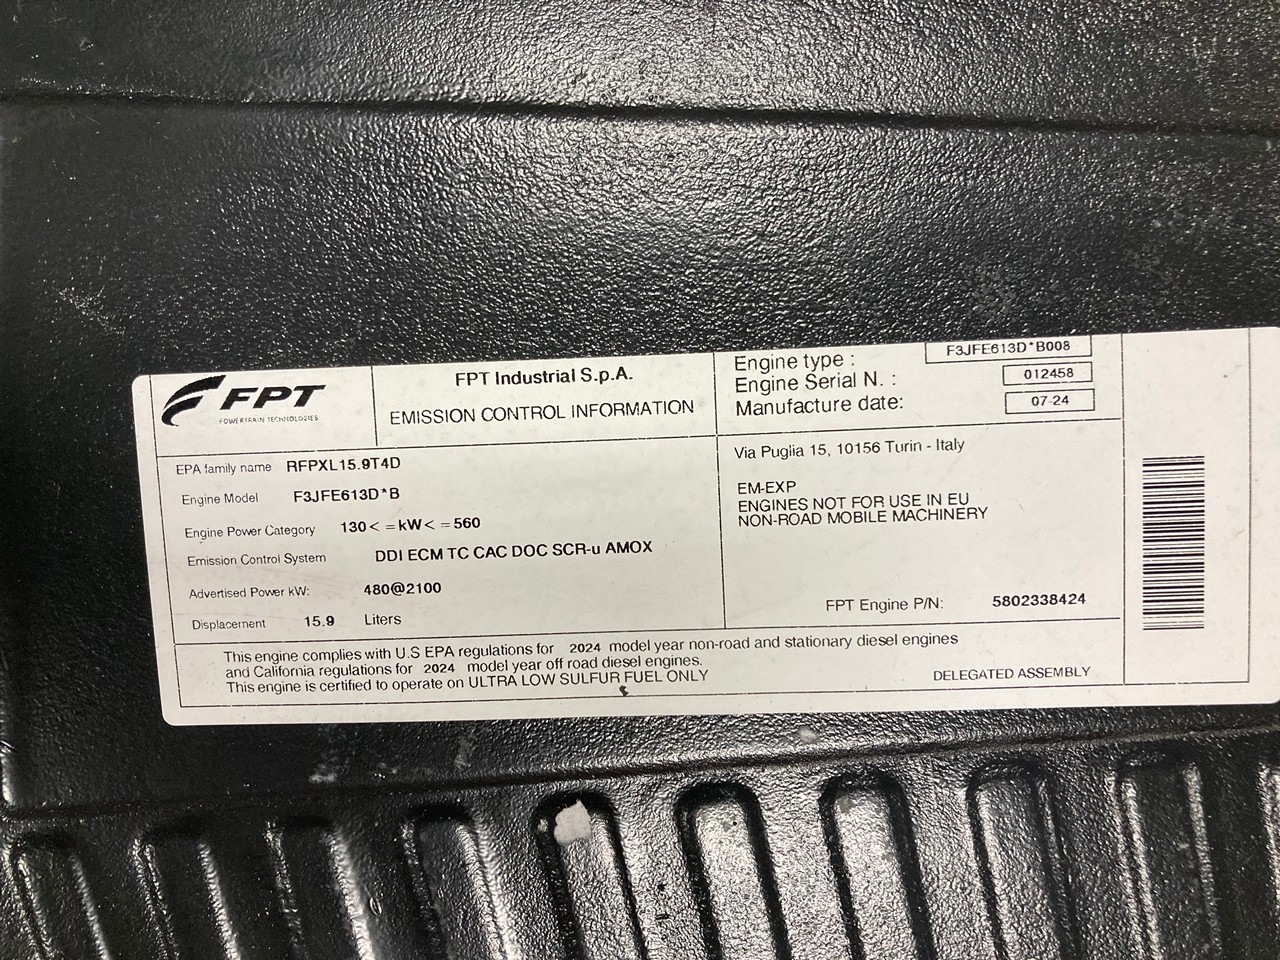 FPT
POWERTRAIN TECHNOLOGIES
FPT Industrial S.p.A.
EMISSION CONTROL INFORMATION
Engine type : F3JFE613D*B008
Engine Serial N. : 012458
Manufacture date: 07-24
EPA family name RFPXL15.9T4D
Engine Model F3JFE613D*B
Engine Power Category 130< =kW< =560
Emission Control System DDI ECM TC CAC DOC SCR-u AMOX
Advertised Power kW: 480@2100
Displacement 15.9 Liters
Via Puglia 15, 10156 Turin - Italy
EM-EXP
ENGINES NOT FOR USE IN EU
NON-ROAD MOBILE MACHINERY
FPT Engine P/N: 5802338424
This engine complies with U.S EPA regulations for 2024 model year non-road and stationary diesel engines
and California regulations for 2024 model year off road diesel engines.
This engine is certified to operate on ULTRA LOW SULFUR FUEL ONLY
DELEGATED ASSEMBLY